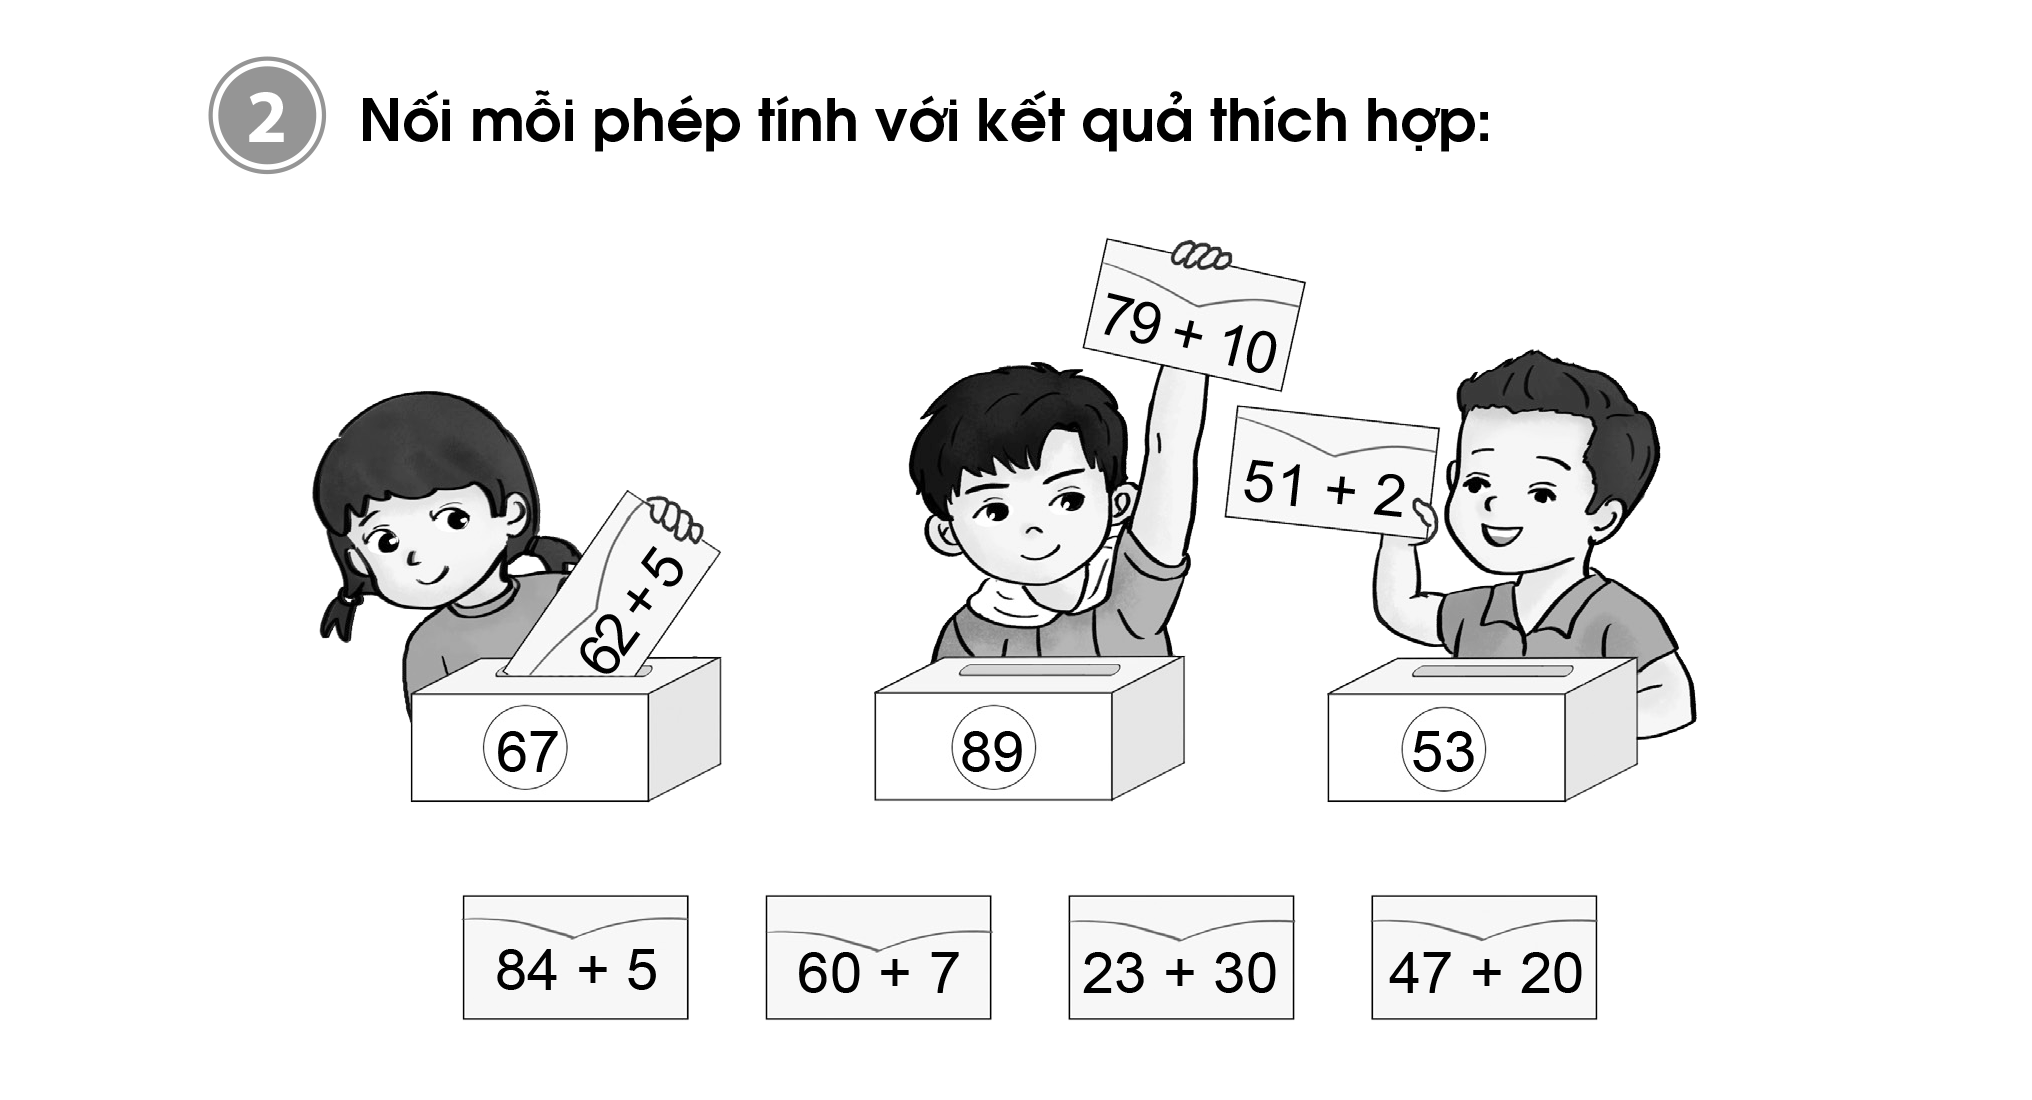 2 Nối mỗi phép tính với kết quả thích hợp:
79 + 10
51 + 2
62 + 5
67 89 53
84 + 5 60 + 7 23 + 30 47 + 20